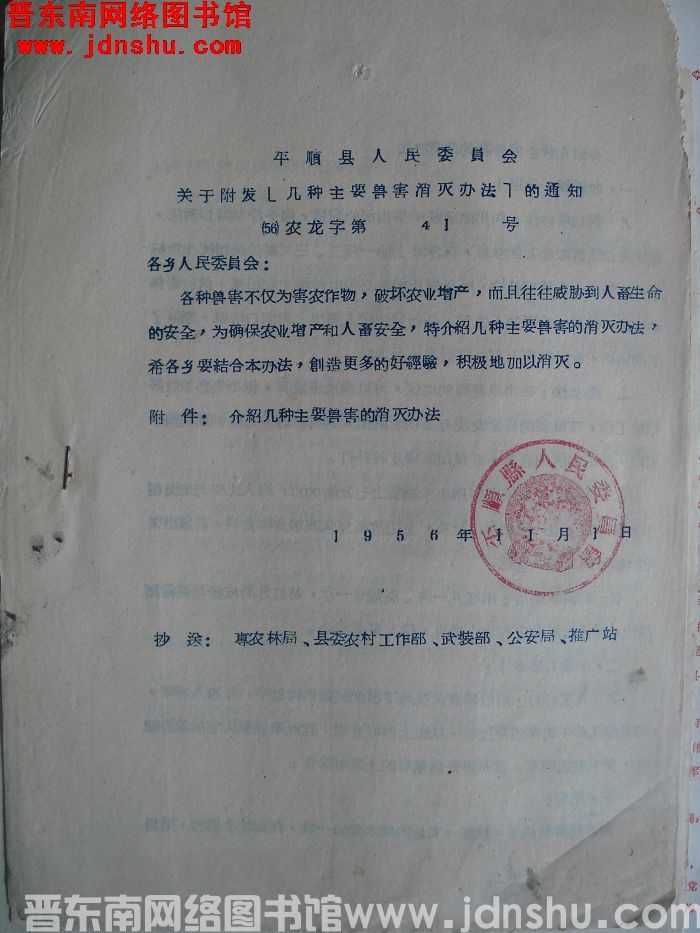 晋东南网络图书馆
www.jdnshu.com
平順县人民委員会
关于附发⎣几种主要兽害消灭办法⎤的通知
(56)农龙字第 41 号
各乡人民委員会：
各种兽害不仅为害农作物，破坏农业增产，而且往往威胁到人畜生命
的安全，为确保农业增产和人畜安全，特介紹几种主要兽害的消灭办法，
希各乡要結合本办法，創造更多的好經驗，积极地加以消灭。
附件：介紹几种主要兽害的消灭办法
平順縣人民委員會
1956年11月1日
抄送：專农林局、县委农村工作部、武裝部、公安局、推广站
晋东南网络图书馆www.jdnshu.com